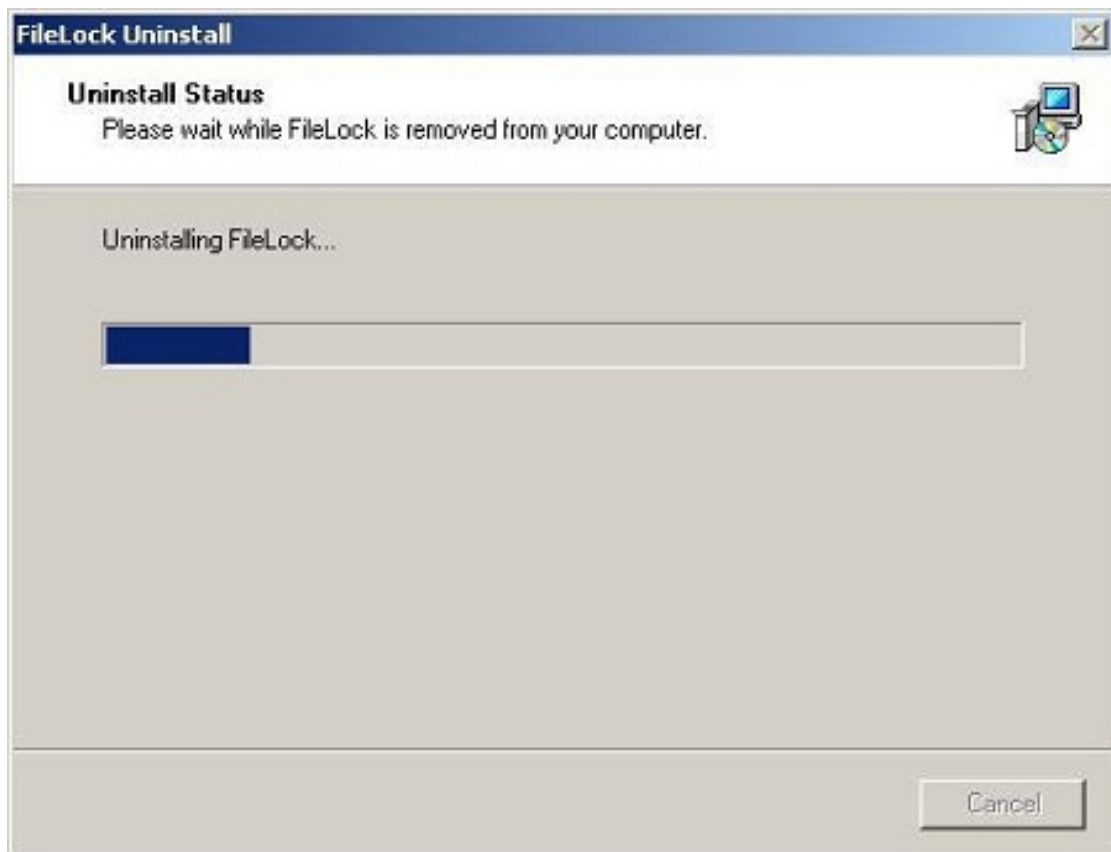 FileLock Uninstall
Uninstall Status
Please wait while FileLock is removed from your computer.
Uninstalling FileLock...
Cancel